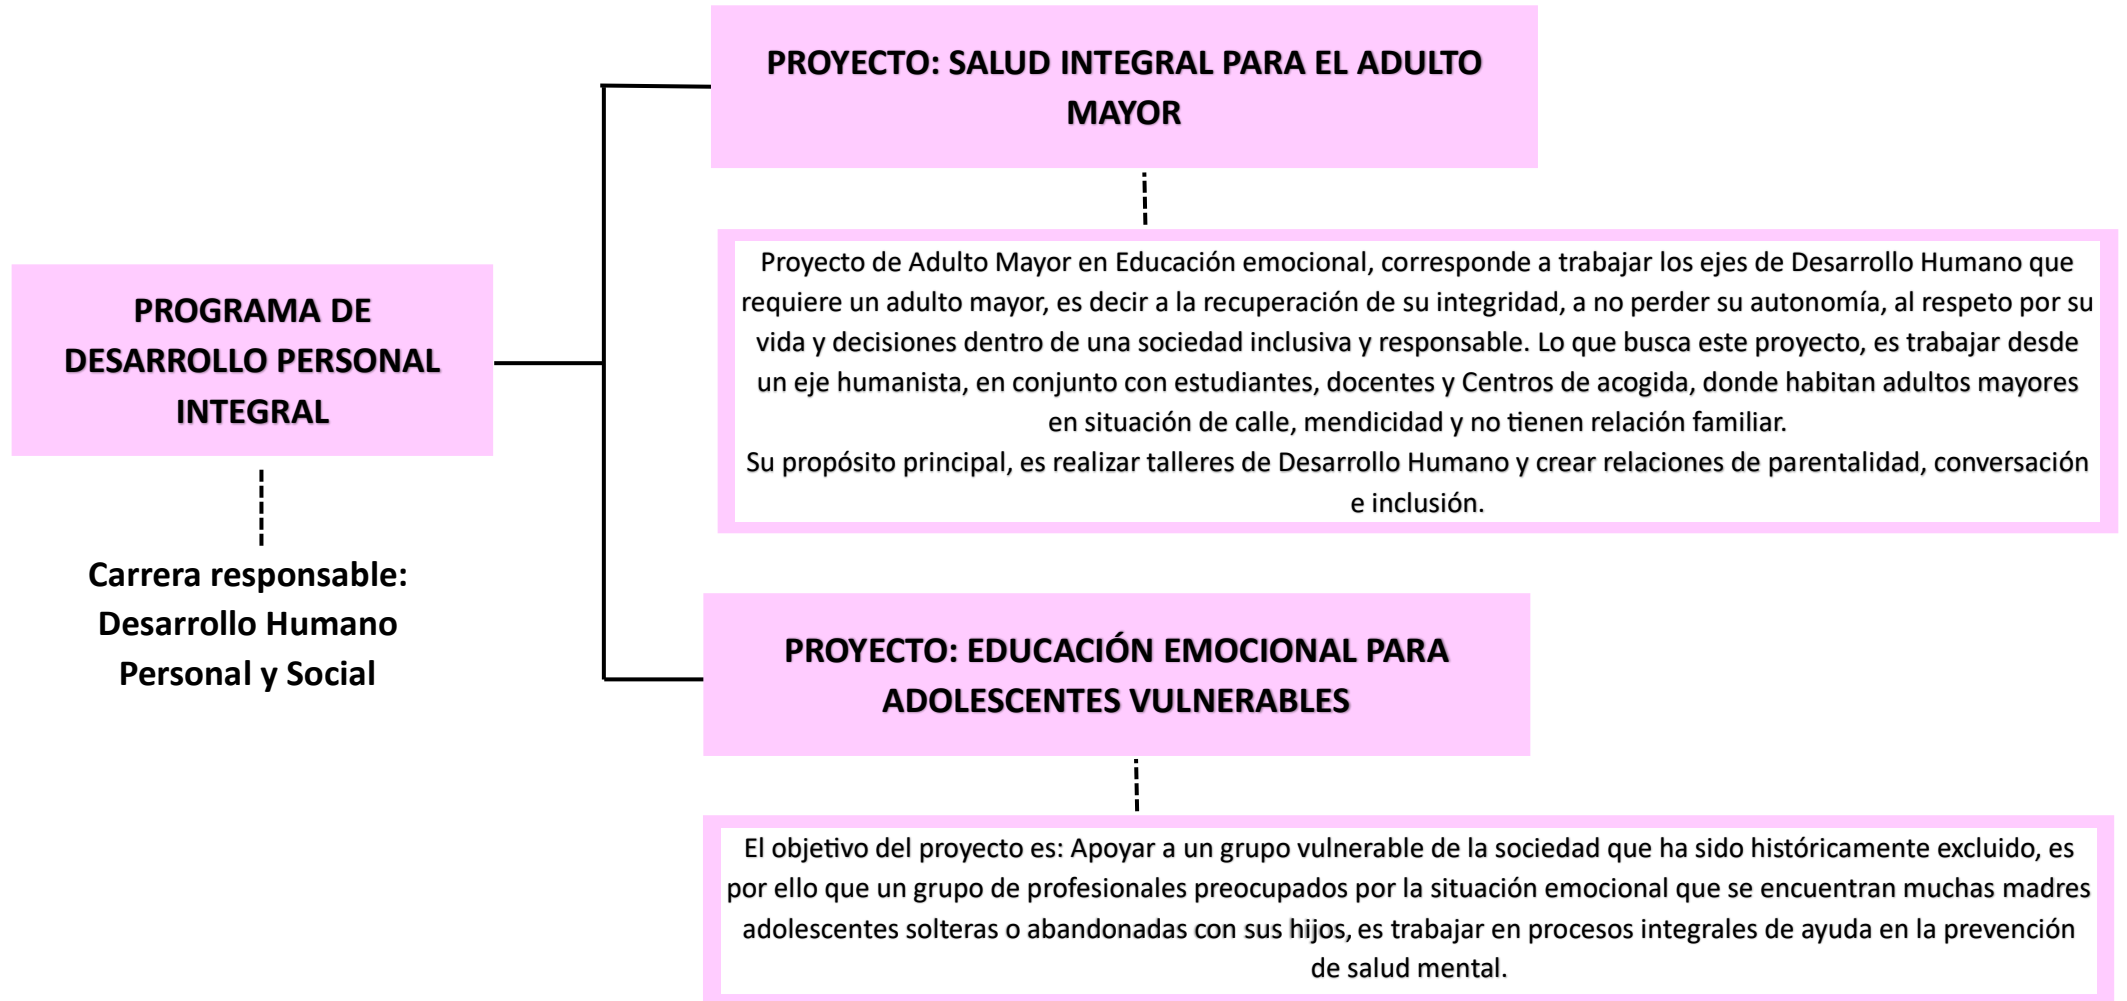 PROGRAMA DE
DESARROLLO PERSONAL
INTEGRAL
Carrera responsable:
Desarrollo Humano
Personal y Social
PROYECTO: SALUD INTEGRAL PARA EL ADULTO
MAYOR
Proyecto de Adulto Mayor en Educación emocional, corresponde a trabajar los ejes de Desarrollo Humano que
requiere un adulto mayor, es decir a la recuperación de su integridad, a no perder su autonomía, al respeto por su
vida y decisiones dentro de una sociedad inclusiva y responsable. Lo que busca este proyecto, es trabajar desde
un eje humanista, en conjunto con estudiantes, docentes y Centros de acogida, donde habitan adultos mayores
en situación de calle, mendicidad y no tienen relación familiar.
Su propósito principal, es realizar talleres de Desarrollo Humano y crear relaciones de parentalidad, conversación
e inclusión.
PROYECTO: EDUCACIÓN EMOCIONAL PARA
ADOLESCENTES VULNERABLES
El objetivo del proyecto es: Apoyar a un grupo vulnerable de la sociedad que ha sido históricamente excluido, es
por ello que un grupo de profesionales preocupados por la situación emocional que se encuentran muchas madres
adolescentes solteras o abandonadas con sus hijos, es trabajar en procesos integrales de ayuda en la prevención
de salud mental.